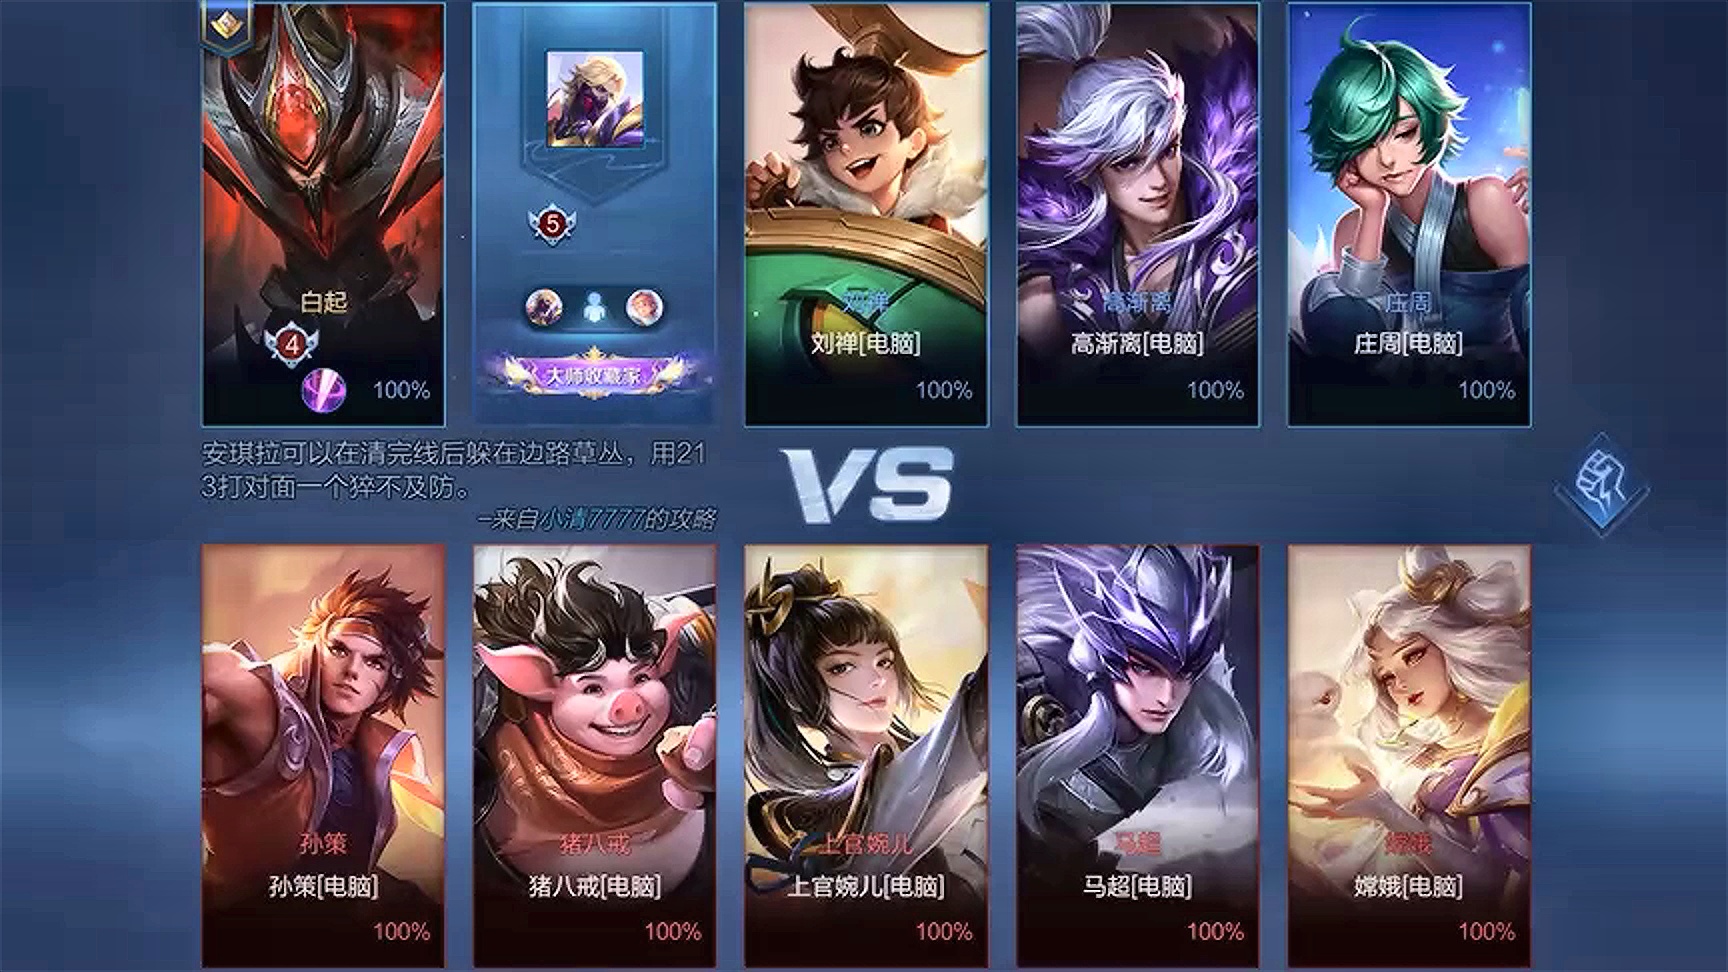 白起
4
100%
5
大师收藏家
刘禅
刘禅[电脑]
100%
高渐离
高渐离[电脑]
100%
庄周
庄周[电脑]
100%
安琪拉可以在清完线后躲在边路草丛，用21
3打对面一个猝不及防。
—来自小清7777的攻略
VS
孙策
孙策[电脑]
100%
猪八戒
猪八戒[电脑]
100%
上官婉儿
上官婉儿[电脑]
100%
马超
马超[电脑]
100%
嫦娥
嫦娥[电脑]
100%